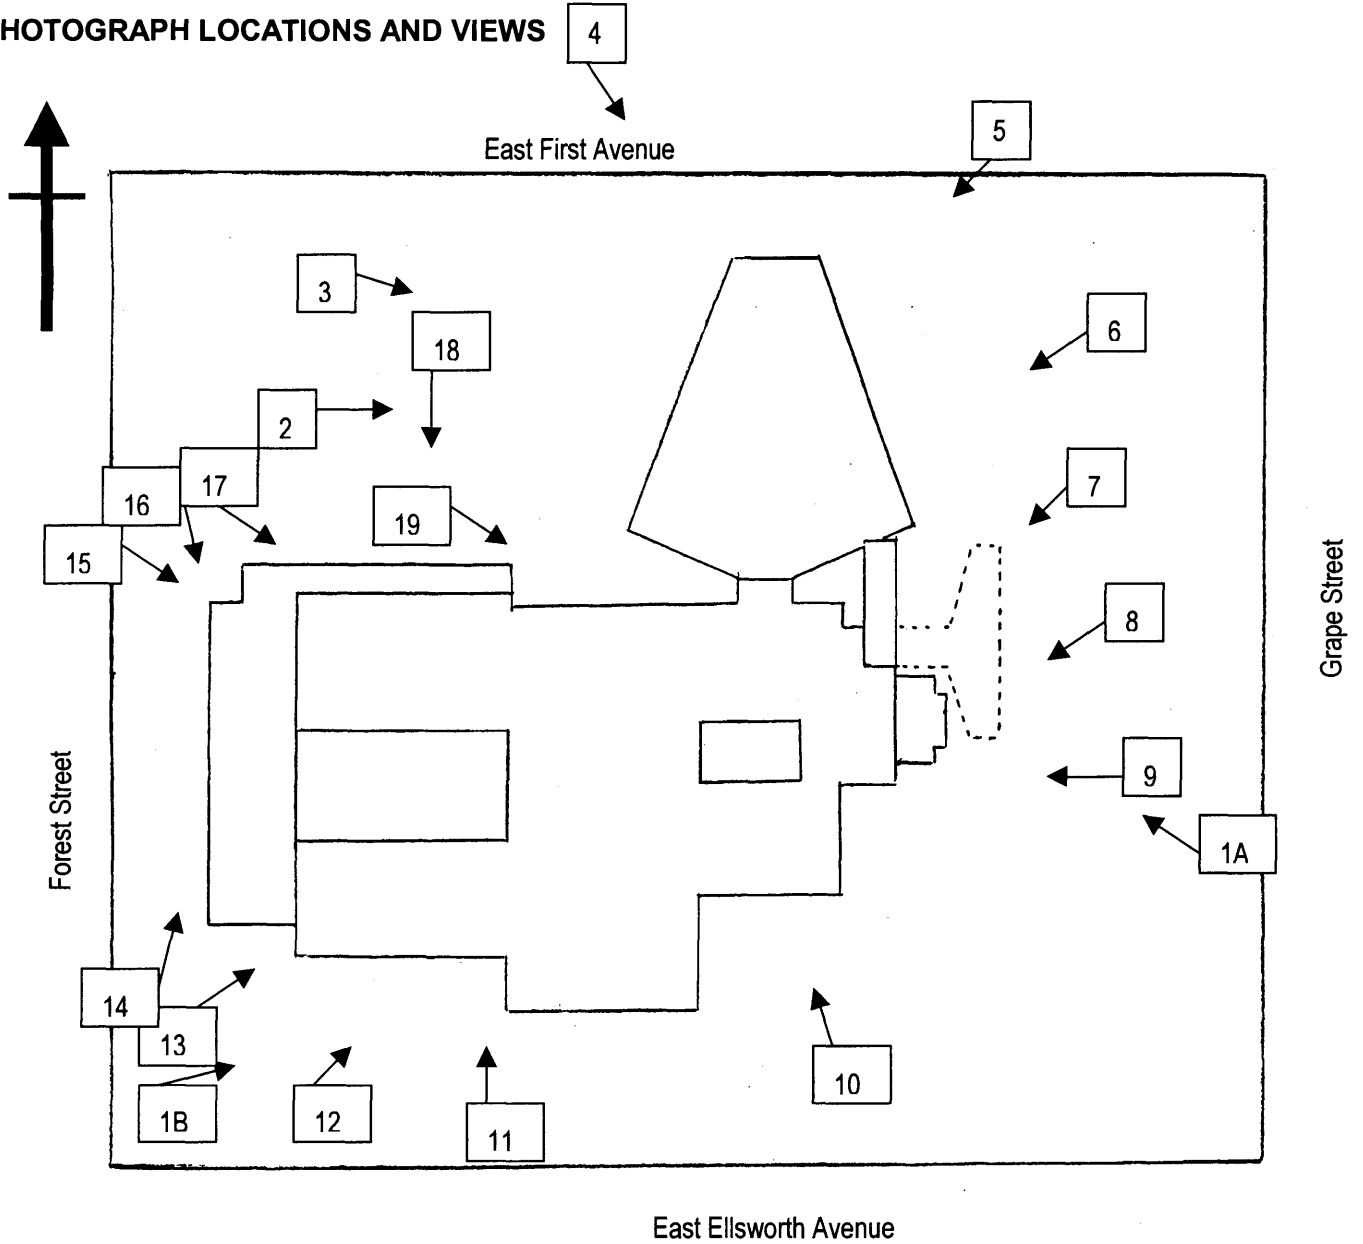 HOTOGRAPH LOCATIONS AND VIEWS
4
5
East First Avenue
3
18
6
2
16
17
7
19
15
8
Grape Street
9
Forest Street
1A
14
13
10
1B
12
11
East Ellsworth Avenue